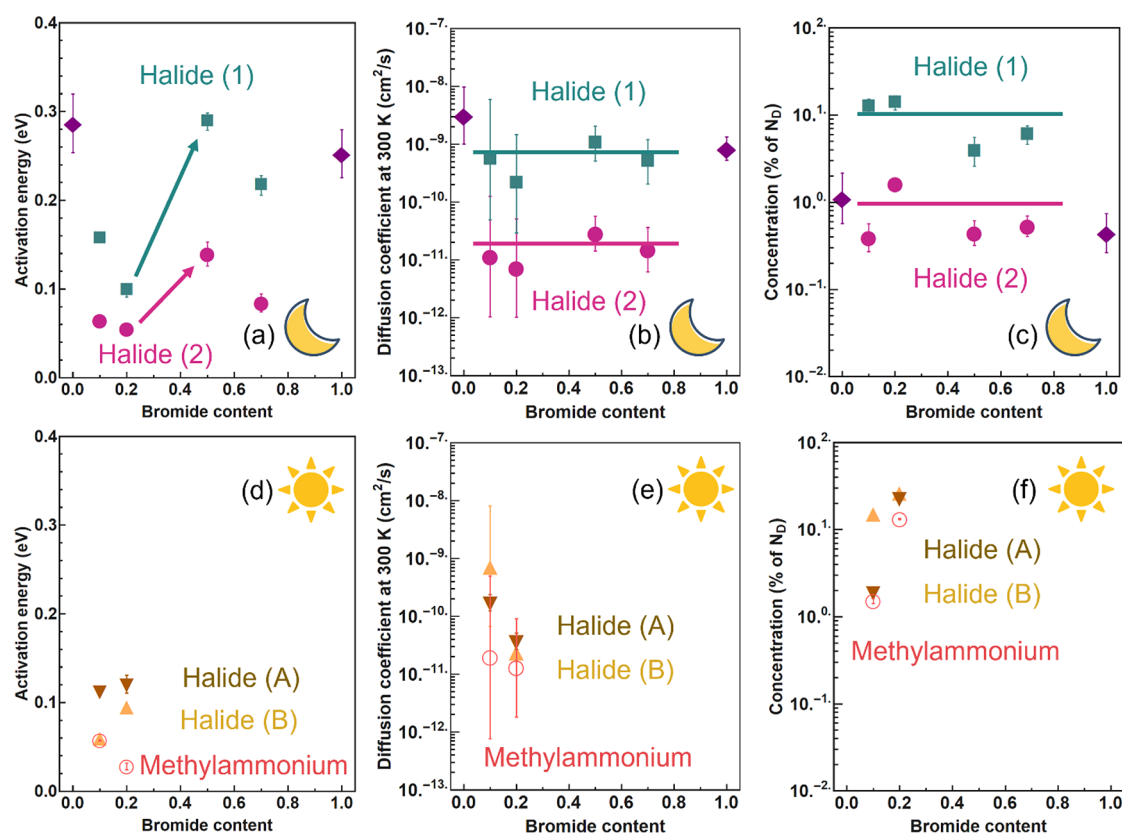 0.4
0.3
0.2
0.1
0.0
Activation energy (eV)
Halide (1)
Halide (2)
(a)
0.0 0.2 0.4 0.6 0.8 1.0
Bromide content
10.⁻⁷·
10.⁻⁸·
10.⁻⁹·
10.⁻¹⁰·
10.⁻¹¹·
10.⁻¹²·
10.⁻¹³·
Diffusion coefficient at 300 K (cm²/s)
Halide (1)
Halide (2)
(b)
0.0 0.2 0.4 0.6 0.8 1.0
Bromide content
10.²·
10.¹·
10.⁰·
10.⁻¹·
10.⁻²·
Concentration (% of N_D)
Halide (1)
Halide (2)
(c)
0.0 0.2 0.4 0.6 0.8 1.0
Bromide content
0.4
0.3
0.2
0.1
0.0
Activation energy (eV)
(d)
Halide (A)
Halide (B)
Methylammonium
0.0 0.2 0.4 0.6 0.8 1.0
Bromide content
10.⁻⁷·
10.⁻⁸·
10.⁻⁹·
10.⁻¹⁰·
10.⁻¹¹·
10.⁻¹²·
10.⁻¹³·
Diffusion coefficient at 300 K (cm²/s)
(e)
Halide (A)
Halide (B)
Methylammonium
0.0 0.2 0.4 0.6 0.8 1.0
Bromide content
10.²·
10.¹·
10.⁰·
10.⁻¹·
10.⁻²·
Concentration (% of N_D)
(f)
Halide (A)
Halide (B)
Methylammonium
0.0 0.2 0.4 0.6 0.8 1.0
Bromide content